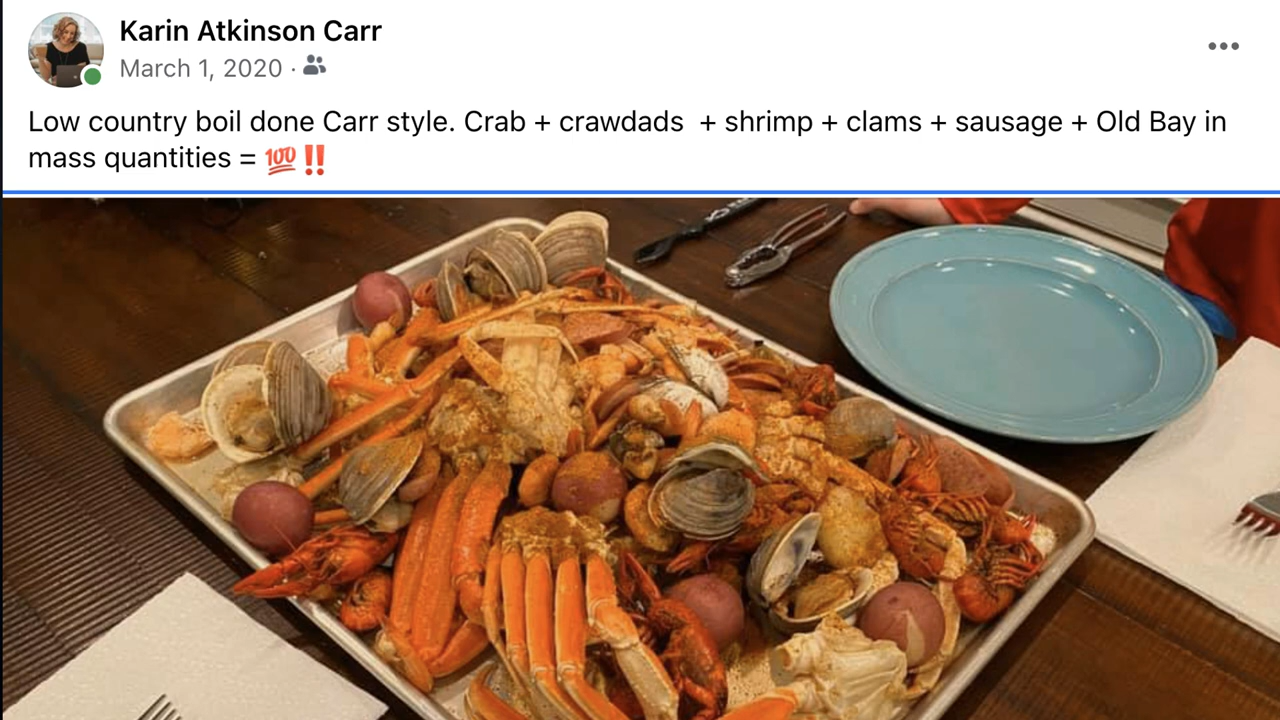 Karin Atkinson Carr
March 1, 2020 ·
Low country boil done Carr style. Crab + crawdads  + shrimp + clams + sausage + Old Bay in
mass quantities = 💯‼️